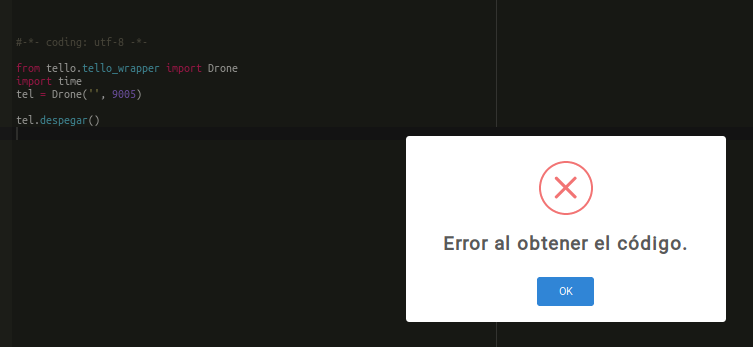 #-*- coding: utf-8 -*-
from tello.tello_wrapper import Drone
import time
tel = Drone('', 9005)
tel.despegar()
Error al obtener el código.
OK